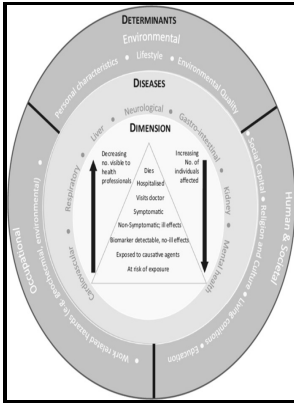 DETERMINANTS
Environmental
Personal characteristics • Lifestyle • Environmental Quality
DISEASES
Cardiovascular • Respiratory • Liver • Neurological • Gastro-intestinal • Kidney • Mental health
DIMENSION
Decreasing
no. visible to
health
professionals
Increasing
No. of
individuals
affected
Dies
Hospitalised
Visits doctor
Symptomatic
Non-Symptomatic; ill effects
Biomarker detectable, no-ill effects
Exposed to causative agents
At risk of exposure
Human & Societal
• Social Capital • Religion and Culture • Living conitions • Education
Occupational
• Work related hazards (e.g. geothermal, environmental)